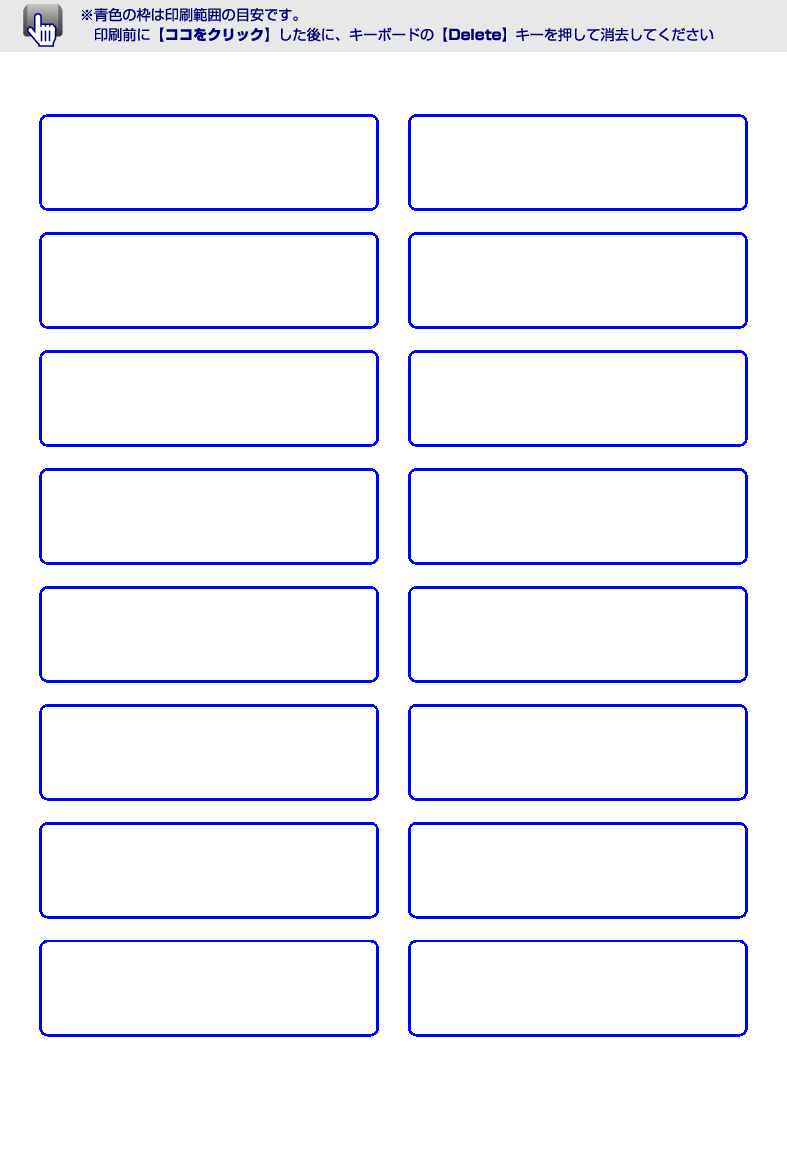 ※青色の枠は印刷範囲の目安です。
印刷前に【ココをクリック】した後に、キーボードの【Delete】キーを押して消去してください